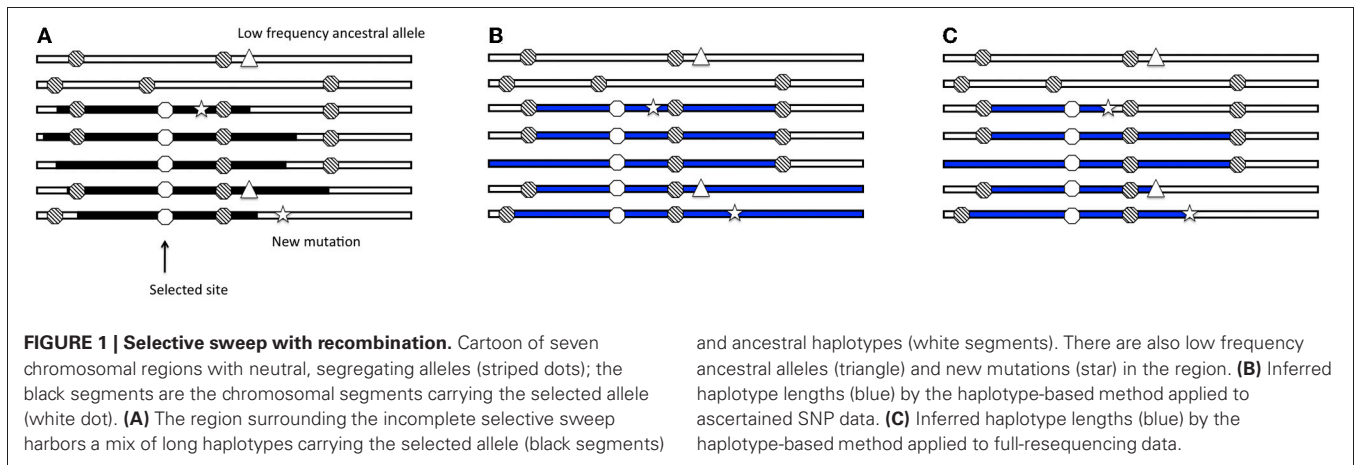 A
Low frequency ancestral allele
B
C
New mutation
Selected site
FIGURE 1 | Selective sweep with recombination. Cartoon of seven
chromosomal regions with neutral, segregating alleles (striped dots); the
black segments are the chromosomal segments carrying the selected allele
(white dot). (A) The region surrounding the incomplete selective sweep
harbors a mix of long haplotypes carrying the selected allele (black segments)
and ancestral haplotypes (white segments). There are also low frequency
ancestral alleles (triangle) and new mutations (star) in the region. (B) Inferred
haplotype lengths (blue) by the haplotype-based method applied to
ascertained SNP data. (C) Inferred haplotype lengths (blue) by the
haplotype-based method applied to full-resequencing data.